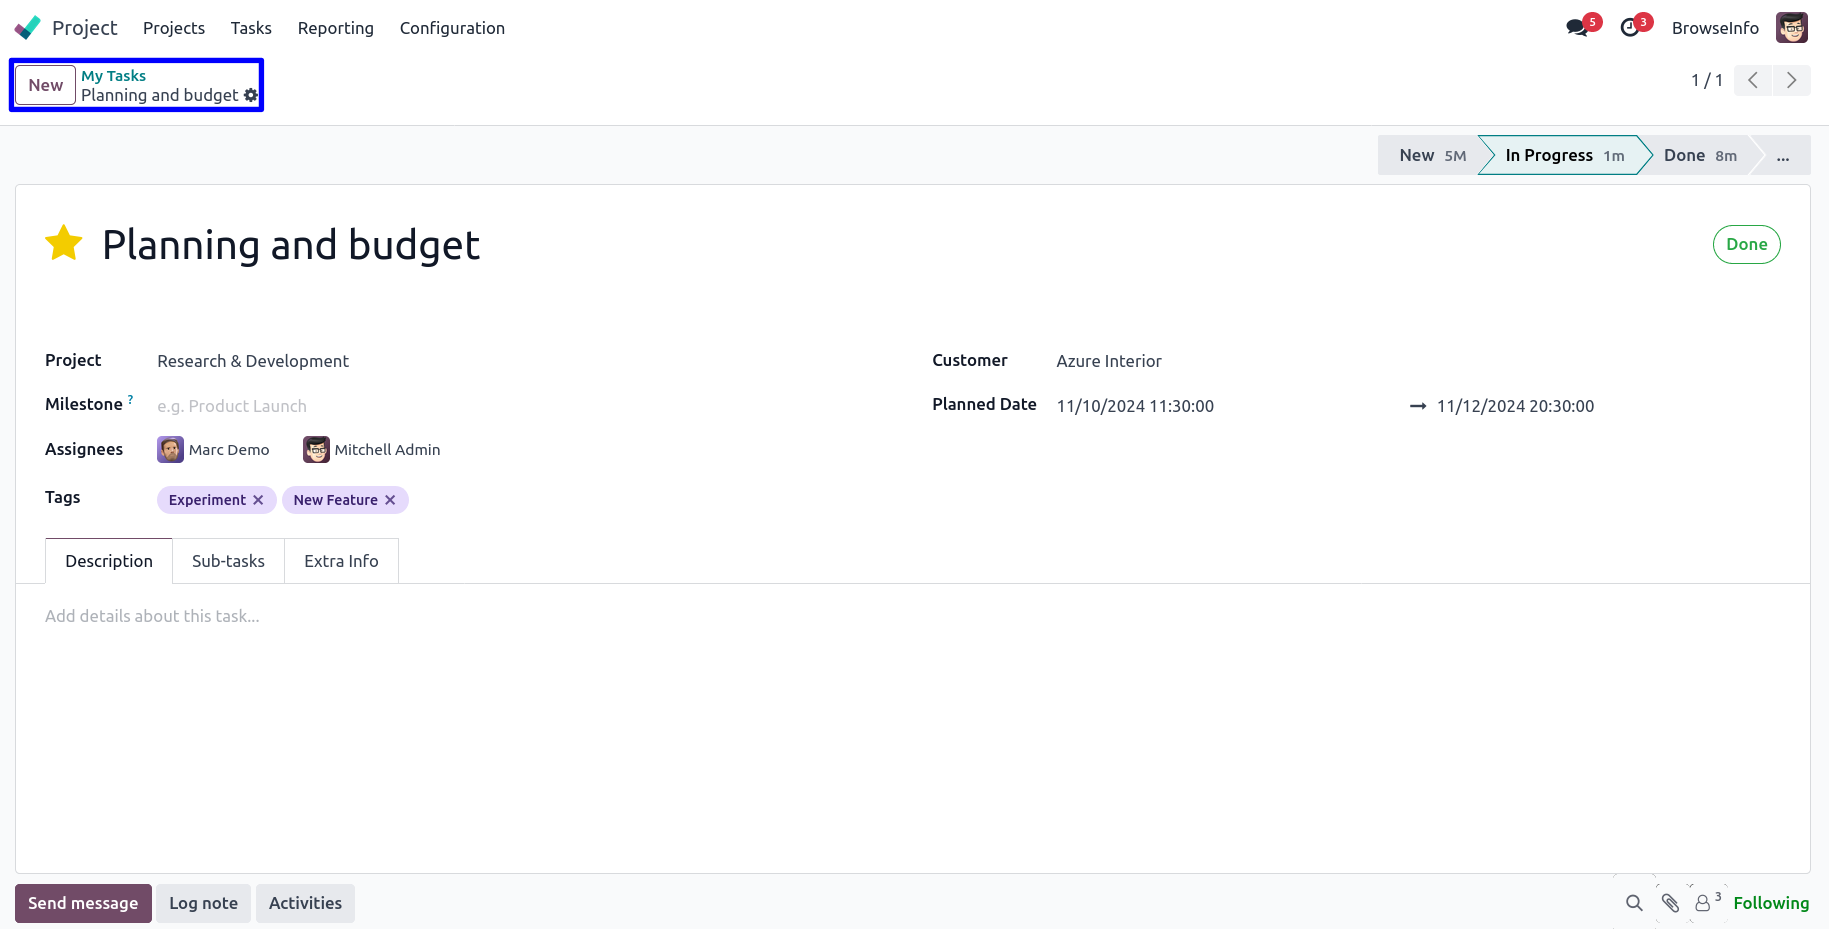 Project Projects Tasks Reporting Configuration 5 3 BrowseInfo
New My Tasks
Planning and budget
1 / 1
New 5M In Progress 1m Done 8m ...
Planning and budget Done
Project Research & Development Customer Azure Interior
Milestone ? e.g. Product Launch Planned Date 11/10/2024 11:30:00 → 11/12/2024 20:30:00
Assignees Marc Demo Mitchell Admin
Tags Experiment × New Feature ×
Description Sub-tasks Extra Info
Add details about this task...
Send message Log note Activities 3 Following